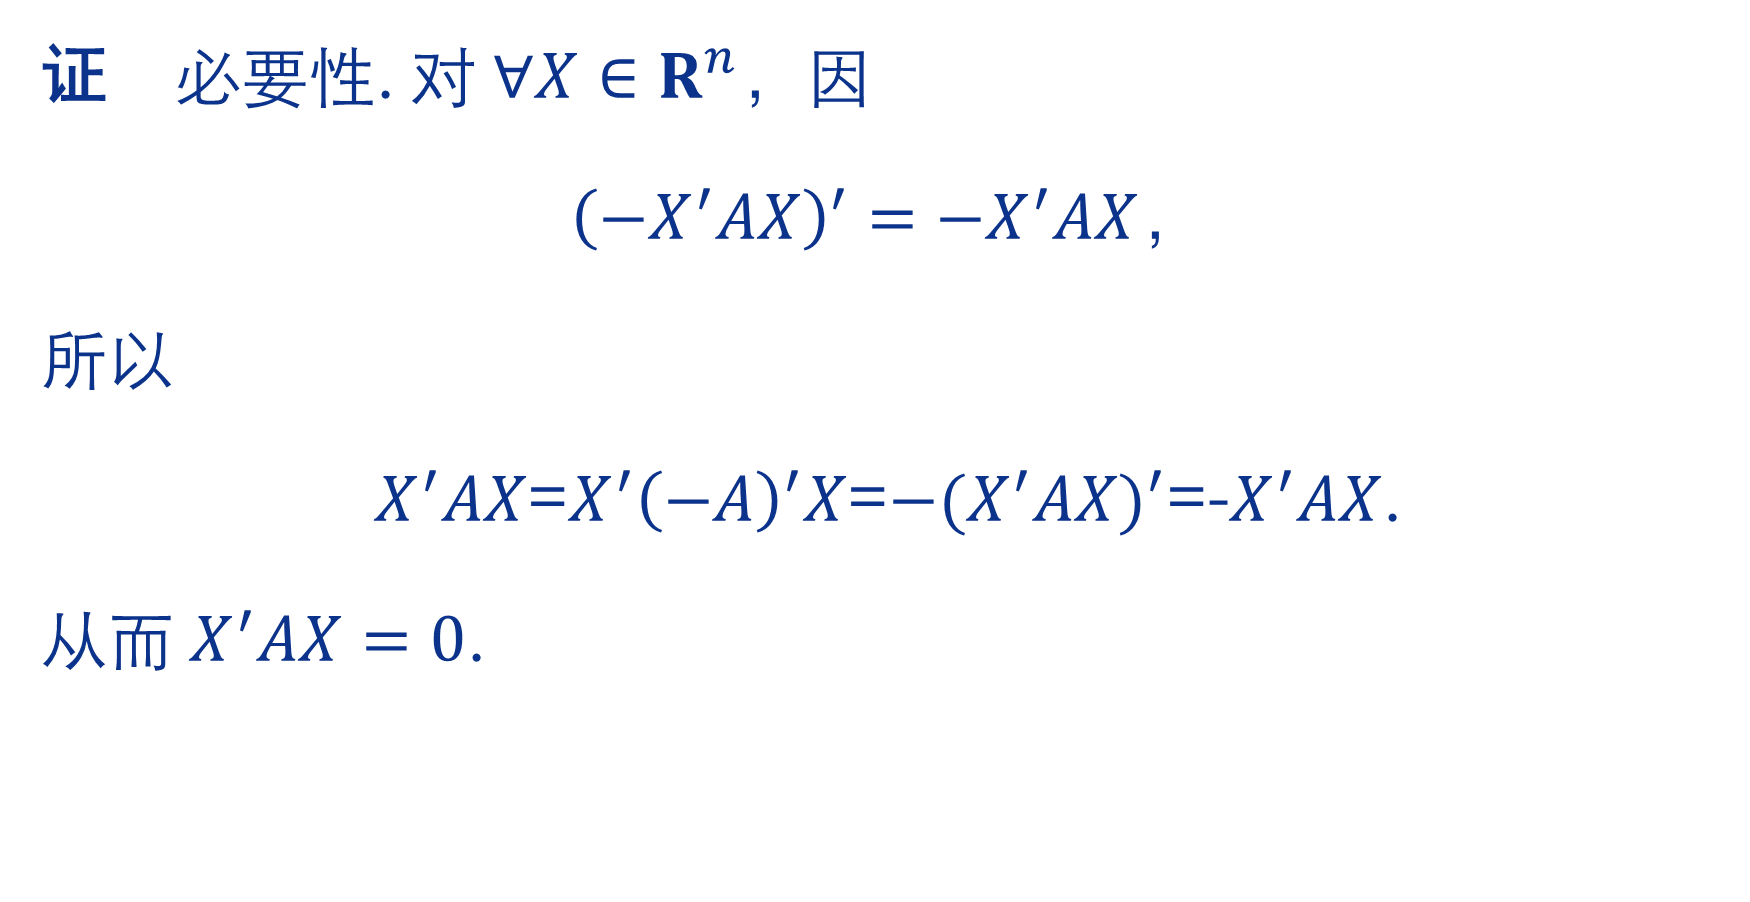 证 必要性. 对 ∀X ∈ Rⁿ, 因
(−X′AX)′ = −X′AX,
所以
X′AX=X′(−A)′X=−(X′AX)′=-X′AX.
从而 X′AX = 0.